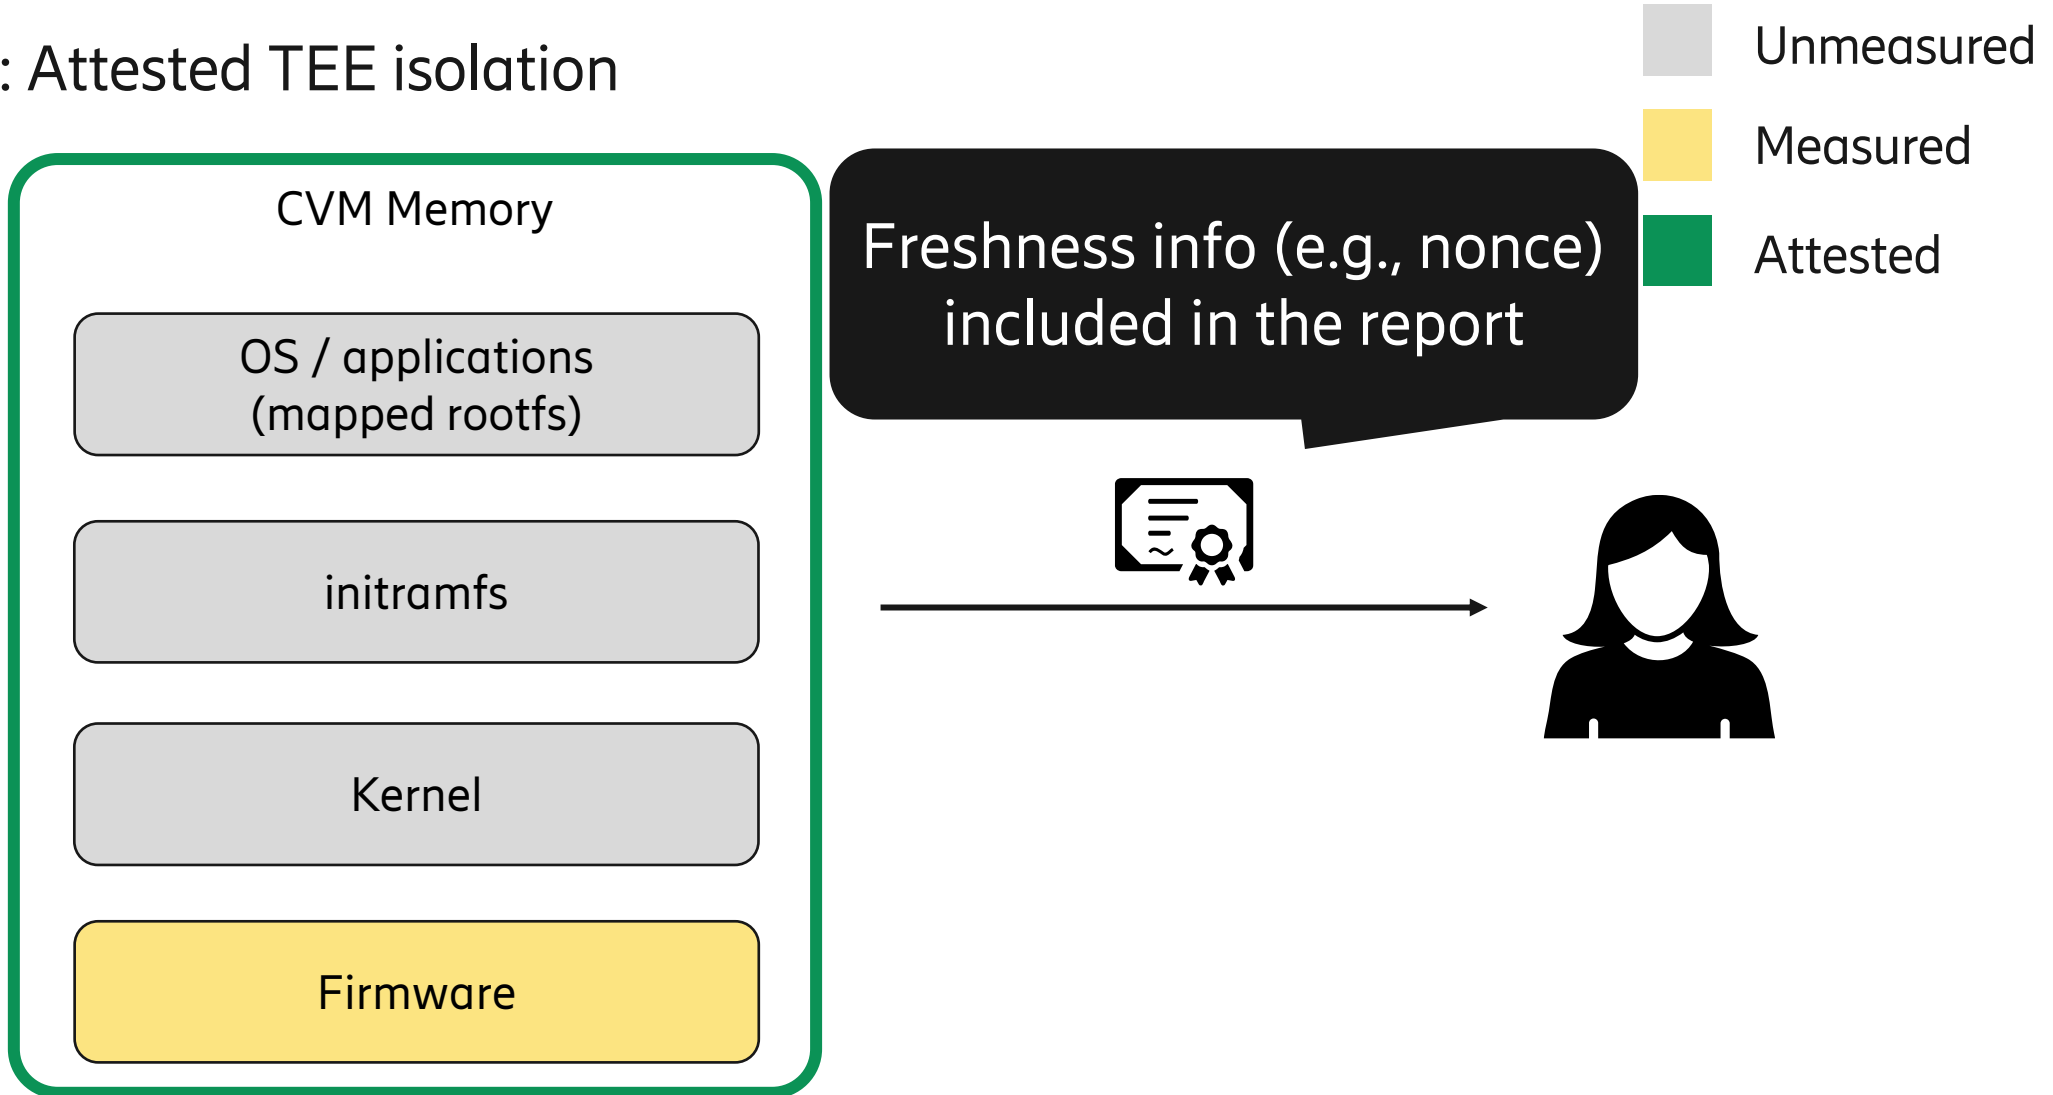 : Attested TEE isolation
Unmeasured
Measured
Attested
CVM Memory
Freshness info (e.g., nonce)
included in the report
OS / applications
(mapped rootfs)
initramfs
Kernel
Firmware